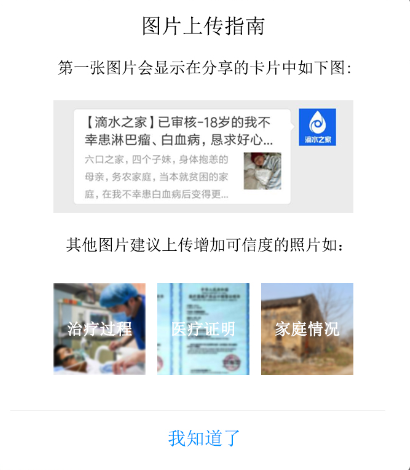 图片上传指南
第一张图片会显示在分享的卡片中如下图:
【滴水之家】已审核-18岁的我不
幸患淋巴瘤、白血病，恳求好心...
六口之家，四个子妹，身体抱恙的
母亲，务农家庭，当本就贫困的家
庭，在我不幸患白血病后变得更...
滴水之家
其他图片建议上传增加可信度的照片如:
治疗过程
医疗证明
家庭情况
我知道了